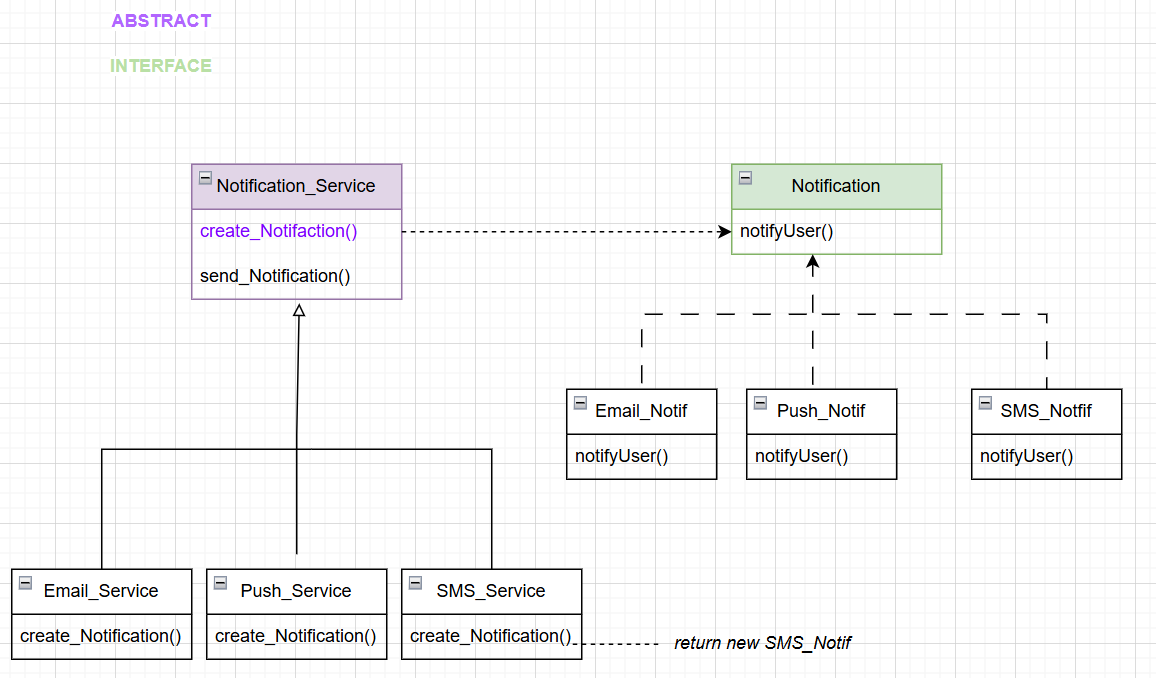 ABSTRACT
INTERFACE
Notification_Service
create_Notifaction()
send_Notification()
Notification
notifyUser()
Email_Notif
notifyUser()
Push_Notif
notifyUser()
SMS_Notfif
notifyUser()
Email_Service
create_Notification()
Push_Service
create_Notification()
SMS_Service
create_Notification()
return new SMS_Notif